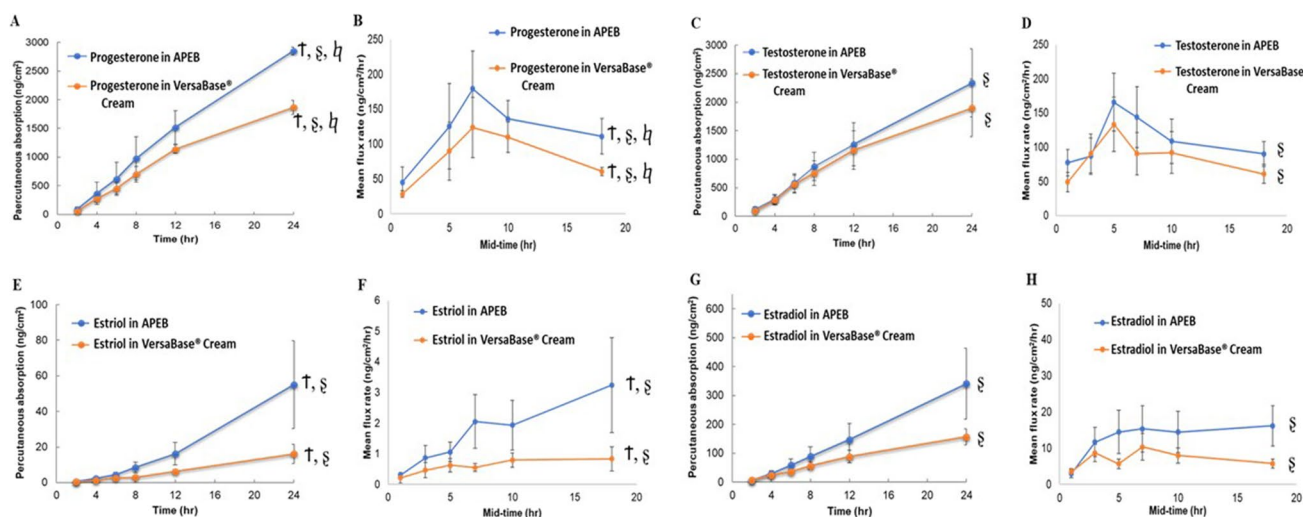 A
Paercutaneous absorption (ng/cm²)
3000
2500
2000
1500
1000
500
0
Progesterone in APEB
Progesterone in VersaBase®
Cream
†, §, ꜧ
†, §, ꜧ
0 4 8 12 16 20 24
Time (hr)
B
Mean flux rate (ng/cm²/hr)
250
200
150
100
50
0
Progesterone in APEB
Progesterone in VersaBase®
Cream
†, §, ꜧ
†, §, ꜧ
0 5 10 15 20
Mid-time (hr)
C
Percutaneous absorption (ng/cm²)
3000
2500
2000
1500
1000
500
0
Testosterone in APEB
Testosterone in VersaBase®
Cream
§
§
0 4 8 12 16 20 24
Time (hr)
D
Mean flux rate (ng/cm²/hr)
250
200
150
100
50
0
Testosterone in APEB
Testosterone in VersaBase
Cream
§
§
0 5 10 15 20
Mid-time (hr)
E
Percutaneous absorption (ng/cm²)
100
80
60
40
20
0
Estriol in APEB
Estriol in VersaBase® Cream
†, §
†, §
0 4 8 12 16 20 24
Time (hr)
F
Mean flux rate (ng/cm²/hr)
6
5
4
3
2
1
0
Estriol in APEB
Estriol in VersaBase® Cream
†, §
†, §
0 5 10 15 20
Mid-time (hr)
G
Percutaneous absorption (ng/cm²)
600
500
400
300
200
100
0
Estradiol in APEB
Estradiol in VersaBase® Cream
§
§
0 4 8 12 16 20 24
Time (hr)
H
Mean flux rate (ng/cm²/hr)
50
40
30
20
10
0
Estradiol in APEB
Estradiol in VersaBase® Cream
§
§
0 5 10 15 20
Mid-time (hr)